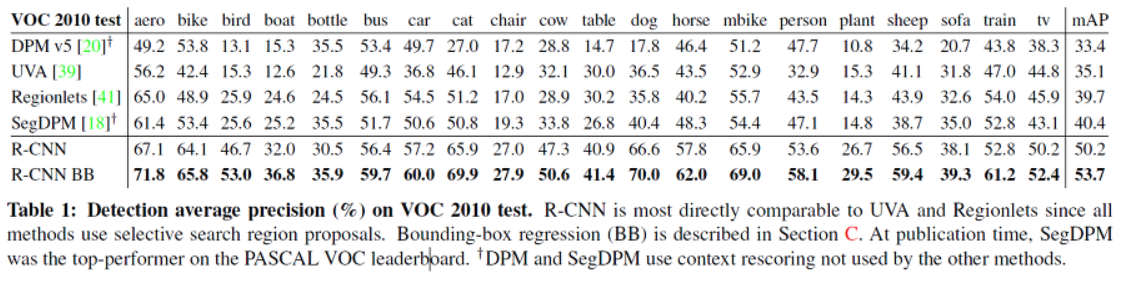 VOC 2010 test aero bike bird boat bottle bus car cat chair cow table dog horse mbike person plant sheep sofa train tv mAP
DPM v5 [20]† 49.2 53.8 13.1 15.3 35.5 53.4 49.7 27.0 17.2 28.8 14.7 17.8 46.4 51.2 47.7 10.8 34.2 20.7 43.8 38.3 33.4
UVA [39] 56.2 42.4 15.3 12.6 21.8 49.3 36.8 46.1 12.9 32.1 30.0 36.5 43.5 52.9 32.9 15.3 41.1 31.8 47.0 44.8 35.1
Regionlets [41] 65.0 48.9 25.9 24.6 24.5 56.1 54.5 51.2 17.0 28.9 30.2 35.8 40.2 55.7 43.5 14.3 43.9 32.6 54.0 45.9 39.7
SegDPM [18]† 61.4 53.4 25.6 25.2 35.5 51.7 50.6 50.8 19.3 33.8 26.8 40.4 48.3 54.4 47.1 14.8 38.7 35.0 52.8 43.1 40.4
R-CNN 67.1 64.1 46.7 32.0 30.5 56.4 57.2 65.9 27.0 47.3 40.9 66.6 57.8 65.9 53.6 26.7 56.5 38.1 52.8 50.2 50.2
R-CNN BB 71.8 65.8 53.0 36.8 35.9 59.7 60.0 69.9 27.9 50.6 41.4 70.0 62.0 69.0 58.1 29.5 59.4 39.3 61.2 52.4 53.7
Table 1: Detection average precision (%) on VOC 2010 test. R-CNN is most directly comparable to UVA and Regionlets since all
methods use selective search region proposals. Bounding-box regression (BB) is described in Section C. At publication time, SegDPM
was the top-performer on the PASCAL VOC leaderboard. †DPM and SegDPM use context rescoring not used by the other methods.